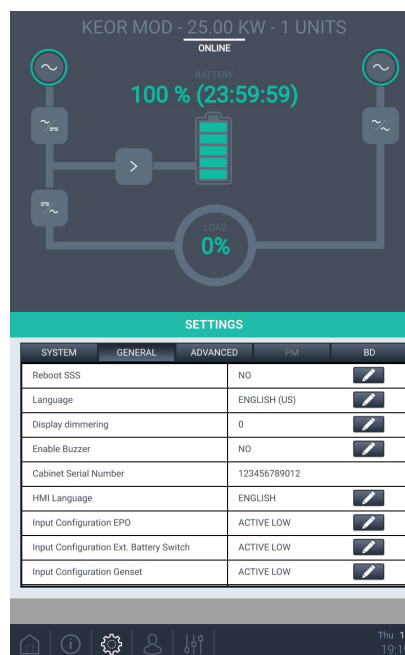 KEOR MOD - 25.00 KW - 1 UNITS
ONLINE
BATTERY
100 % (23:59:59)
LOAD
0%
SETTINGS
SYSTEM GENERAL ADVANCED PM BD
Reboot SSS NO
Language ENGLISH (US)
Display dimmering 0
Enable Buzzer NO
Cabinet Serial Number 123456789012
HMI Language ENGLISH
Input Configuration EPO ACTIVE LOW
Input Configuration Ext. Battery Switch ACTIVE LOW
Input Configuration Genset ACTIVE LOW
Thu